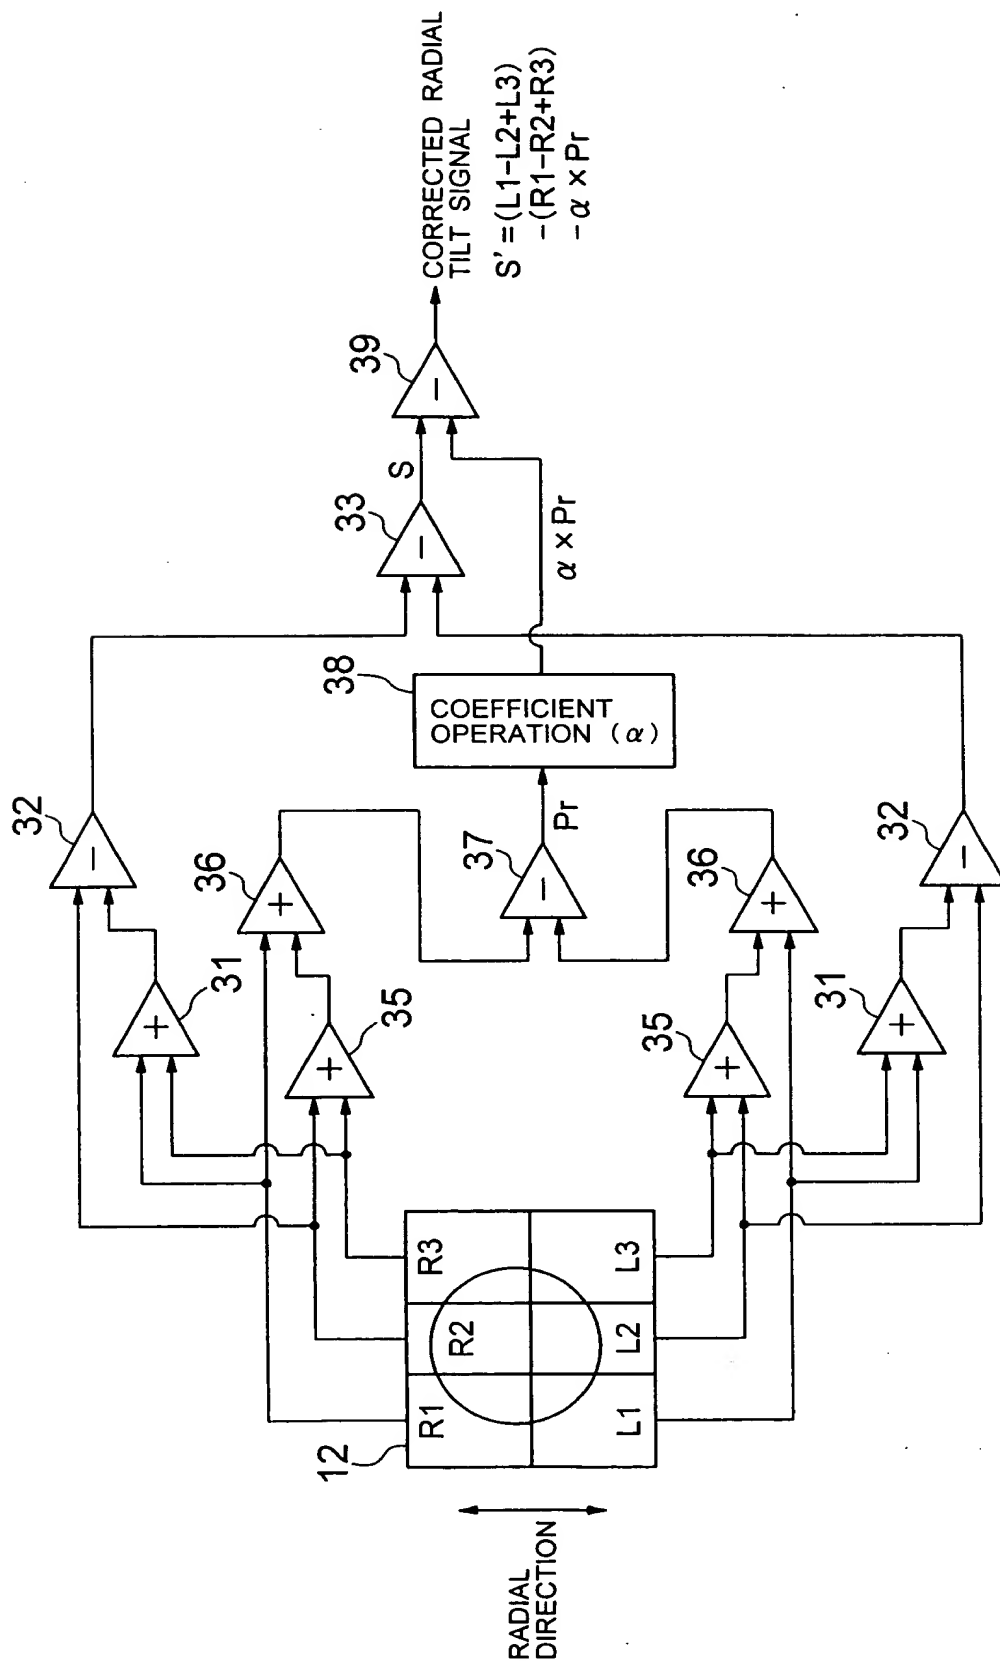 RADIAL
DIRECTION
12
R1
R2
R3
L1
L2
L3
32
31
36
35
35
36
31
32
37
Pr
38
COEFFICIENT
OPERATION (α)
α×Pr
33
S
39
CORRECTED RADIAL
TILT SIGNAL
S'=(L1-L2+L3)
-(R1-R2+R3)
-α×Pr
+
+
+
+
+
+
−
−
−
−
−